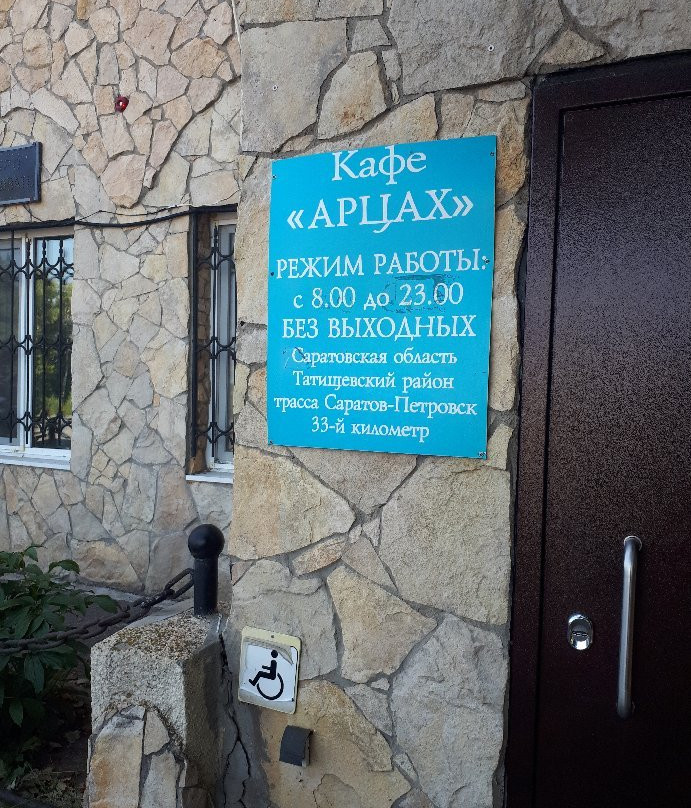 Кафе
«АРЦАХ»
РЕЖИМ РАБОТЫ:
с 8.00 до 23.00
БЕЗ ВЫХОДНЫХ
Саратовская область
Татищевский район
трасса Саратов-Петровск
33-й километр